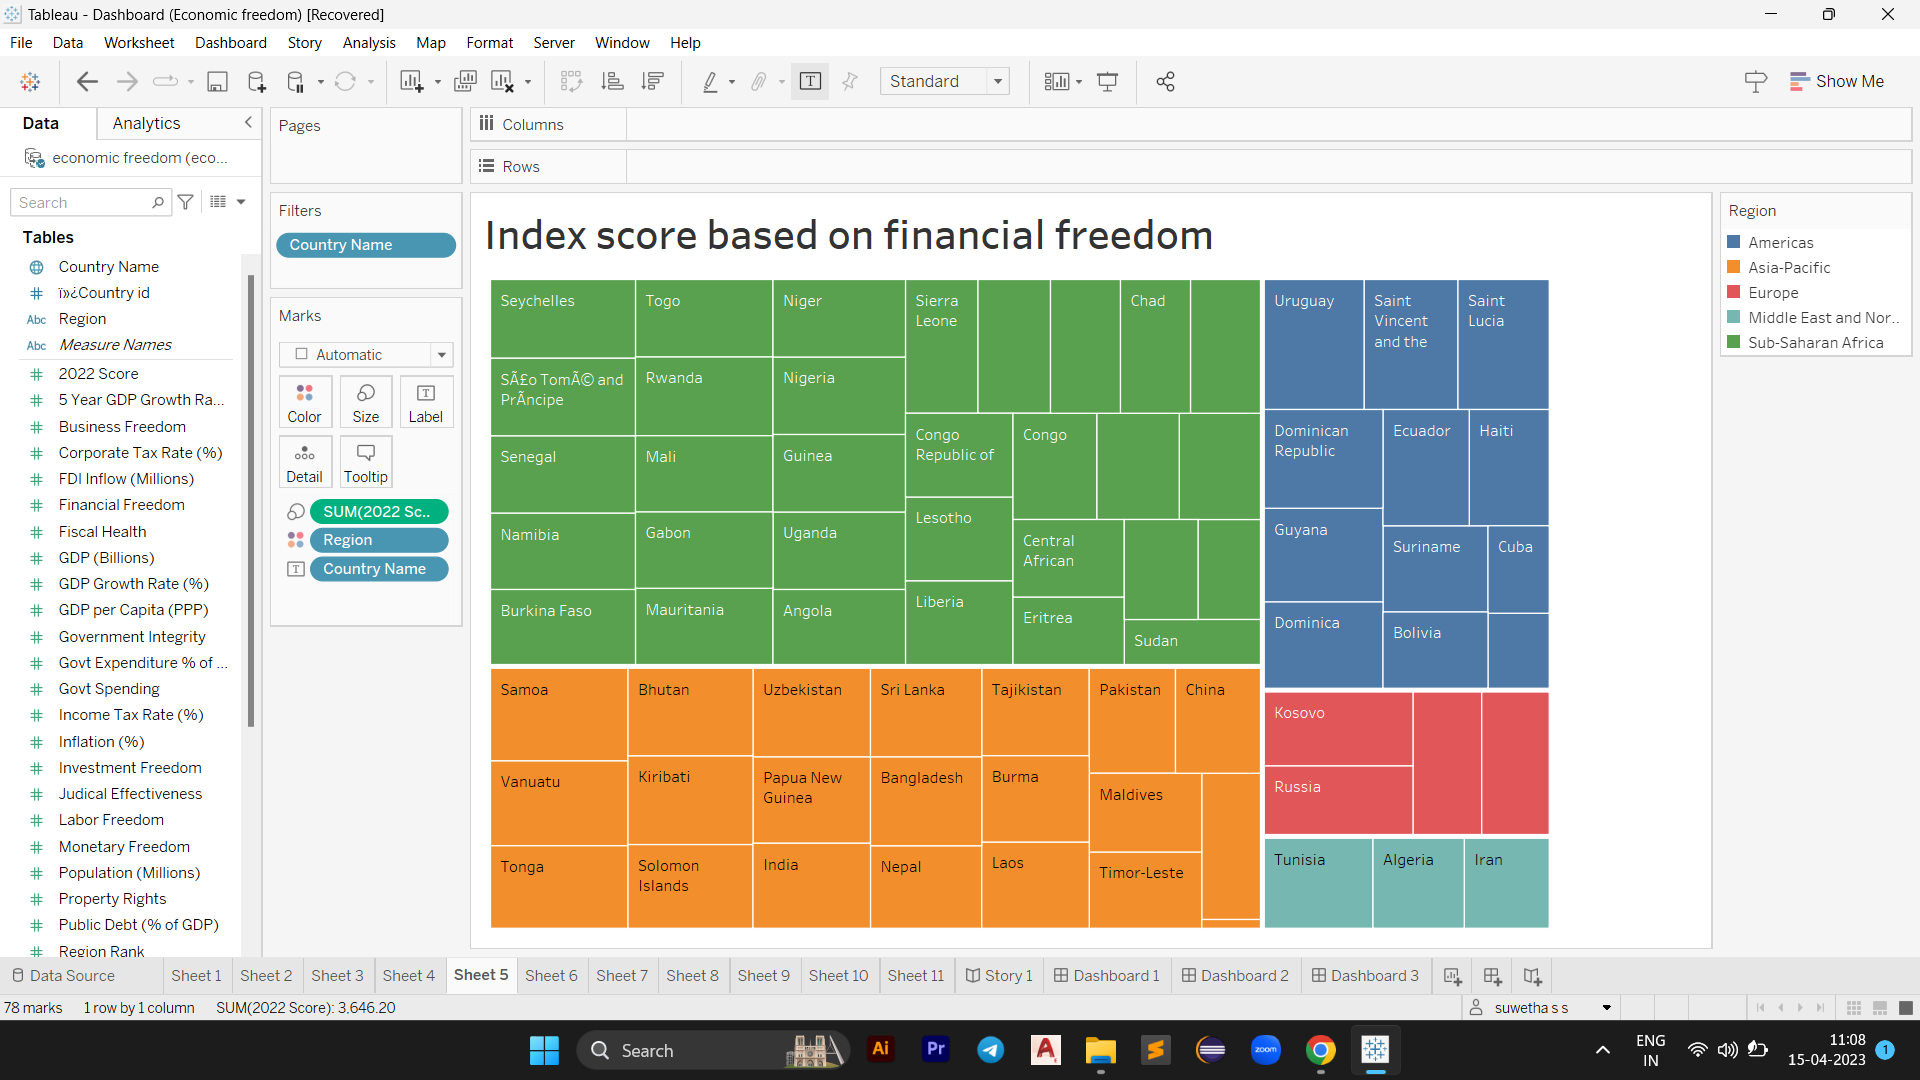 Tableau - Dashboard (Economic freedom) [Recovered]
File Data Worksheet Dashboard Story Analysis Map Format Server Window Help
Standard
Show Me
Data
Analytics
economic freedom (eco...
Search
Tables
Country Name
ï»¿Country id
Region
Measure Names
2022 Score
5 Year GDP Growth Ra...
Business Freedom
Corporate Tax Rate (%)
FDI Inflow (Millions)
Financial Freedom
Fiscal Health
GDP (Billions)
GDP Growth Rate (%)
GDP per Capita (PPP)
Government Integrity
Govt Expenditure % of ...
Govt Spending
Income Tax Rate (%)
Inflation (%)
Investment Freedom
Judical Effectiveness
Labor Freedom
Monetary Freedom
Population (Millions)
Property Rights
Public Debt (% of GDP)
Region Rank
Pages
Filters
Country Name
Marks
Automatic
Color
Size
Label
Detail
Tooltip
SUM(2022 Sc..
Region
Country Name
Columns
Rows
Index score based on financial freedom
Seychelles
SÃ£o TomÃ© and
PrÃ­ncipe
Senegal
Namibia
Burkina Faso
Togo
Rwanda
Mali
Gabon
Mauritania
Niger
Nigeria
Guinea
Uganda
Angola
Sierra
Leone
Chad
Congo
Republic of
Lesotho
Liberia
Congo
Central
African
Eritrea
Sudan
Samoa
Vanuatu
Tonga
Bhutan
Kiribati
Solomon
Islands
Uzbekistan
Papua New
Guinea
India
Sri Lanka
Bangladesh
Nepal
Tajikistan
Burma
Laos
Pakistan
China
Maldives
Timor-Leste
Uruguay
Saint
Vincent
and the
Saint
Lucia
Dominican
Republic
Guyana
Dominica
Ecuador
Haiti
Suriname
Cuba
Bolivia
Kosovo
Russia
Tunisia
Algeria
Iran
Region
Americas
Asia-Pacific
Europe
Middle East and Nor..
Sub-Saharan Africa
Data Source
Sheet 1
Sheet 2
Sheet 3
Sheet 4
Sheet 5
Sheet 6
Sheet 7
Sheet 8
Sheet 9
Sheet 10
Sheet 11
Story 1
Dashboard 1
Dashboard 2
Dashboard 3
78 marks
1 row by 1 column
SUM(2022 Score): 3,646.20
suwetha s s
Search
Ai
Pr
zoom
ENG
IN
11:08
15-04-2023
1